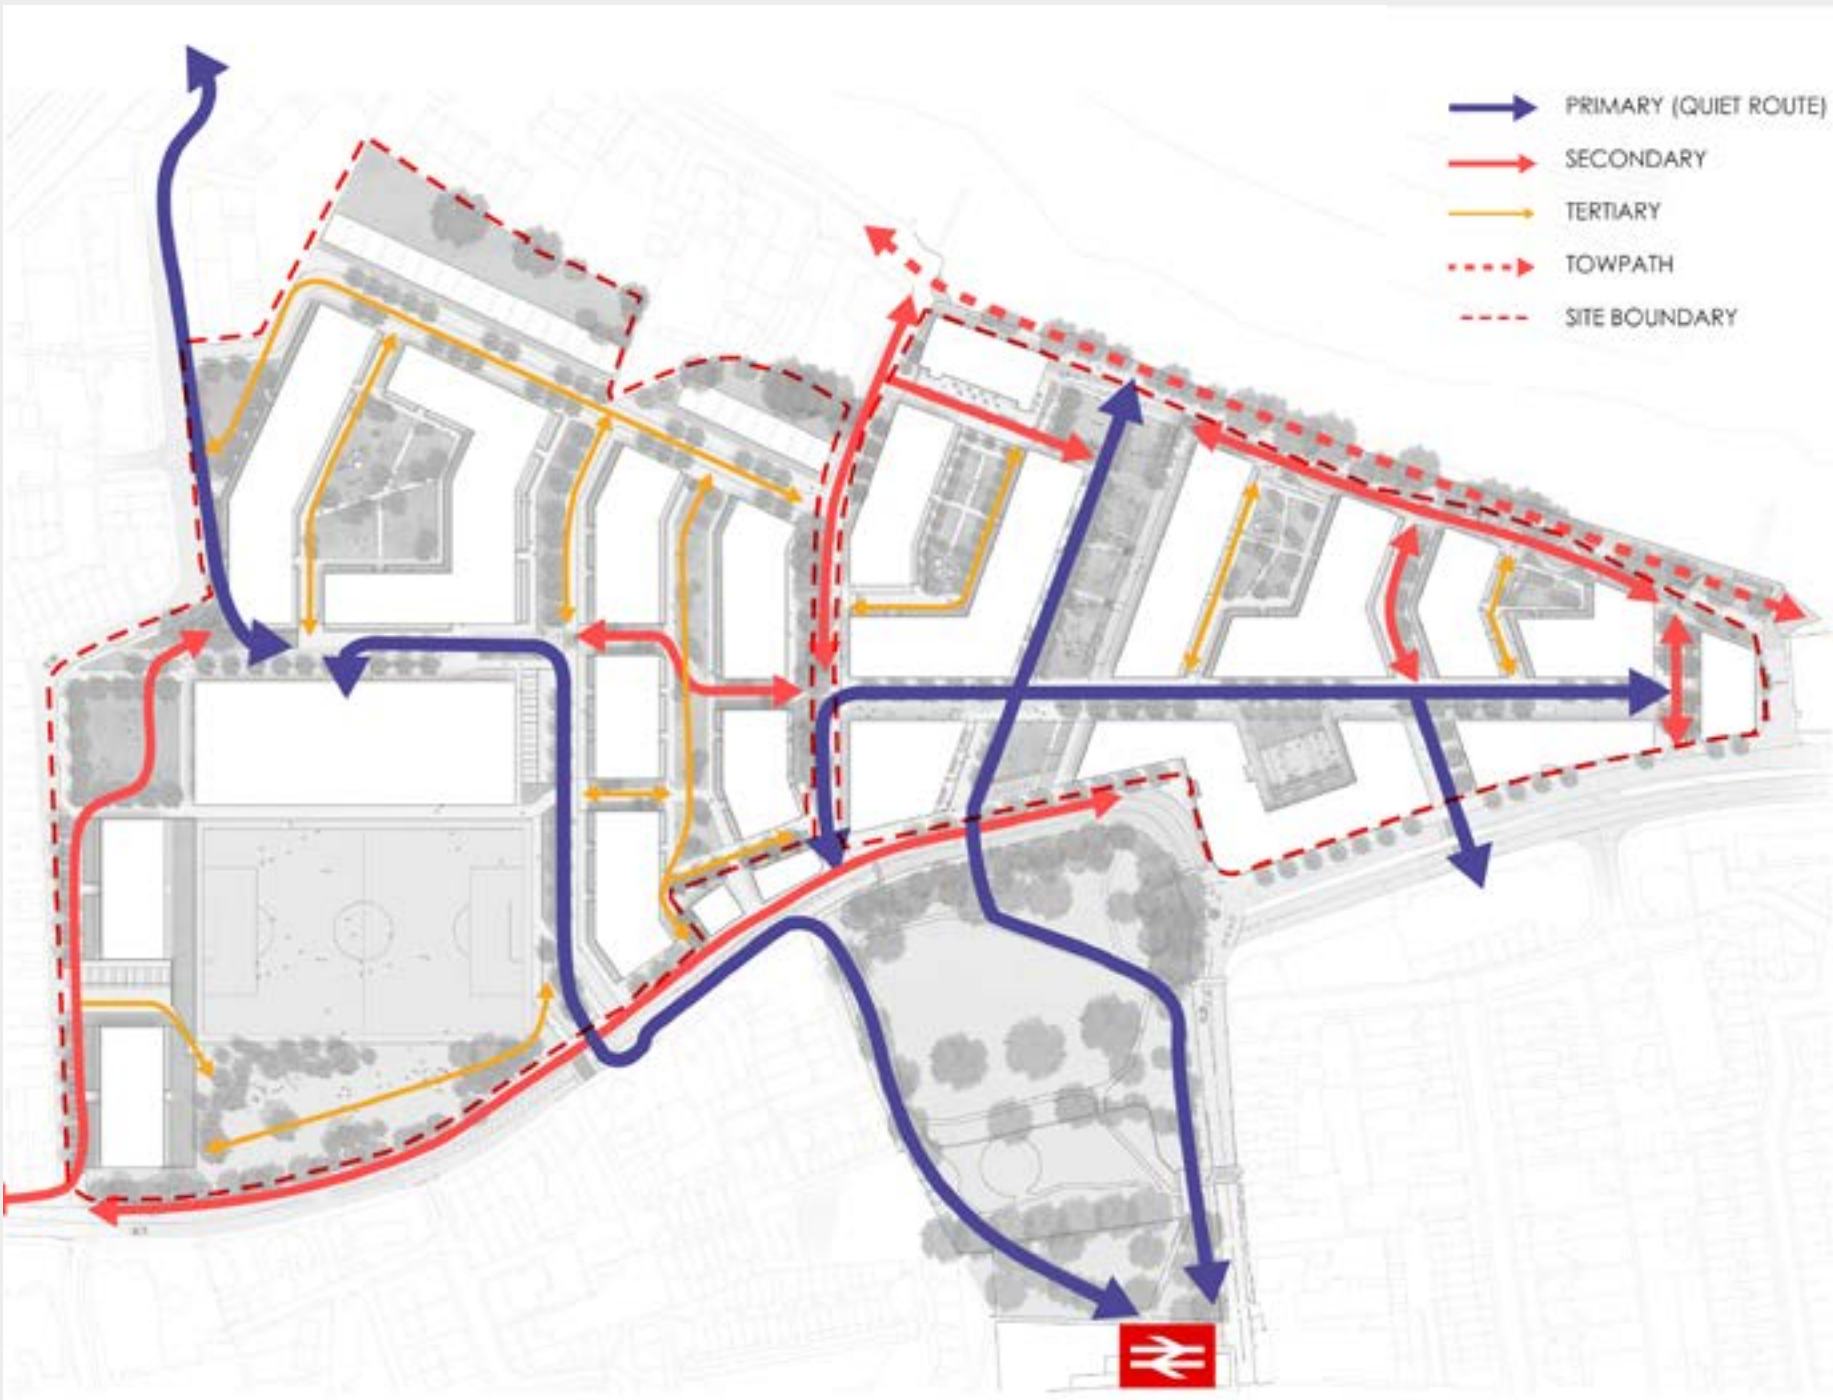 PRIMARY (QUIET ROUTE)
SECONDARY
TERTIARY
TOWPATH
SITE BOUNDARY